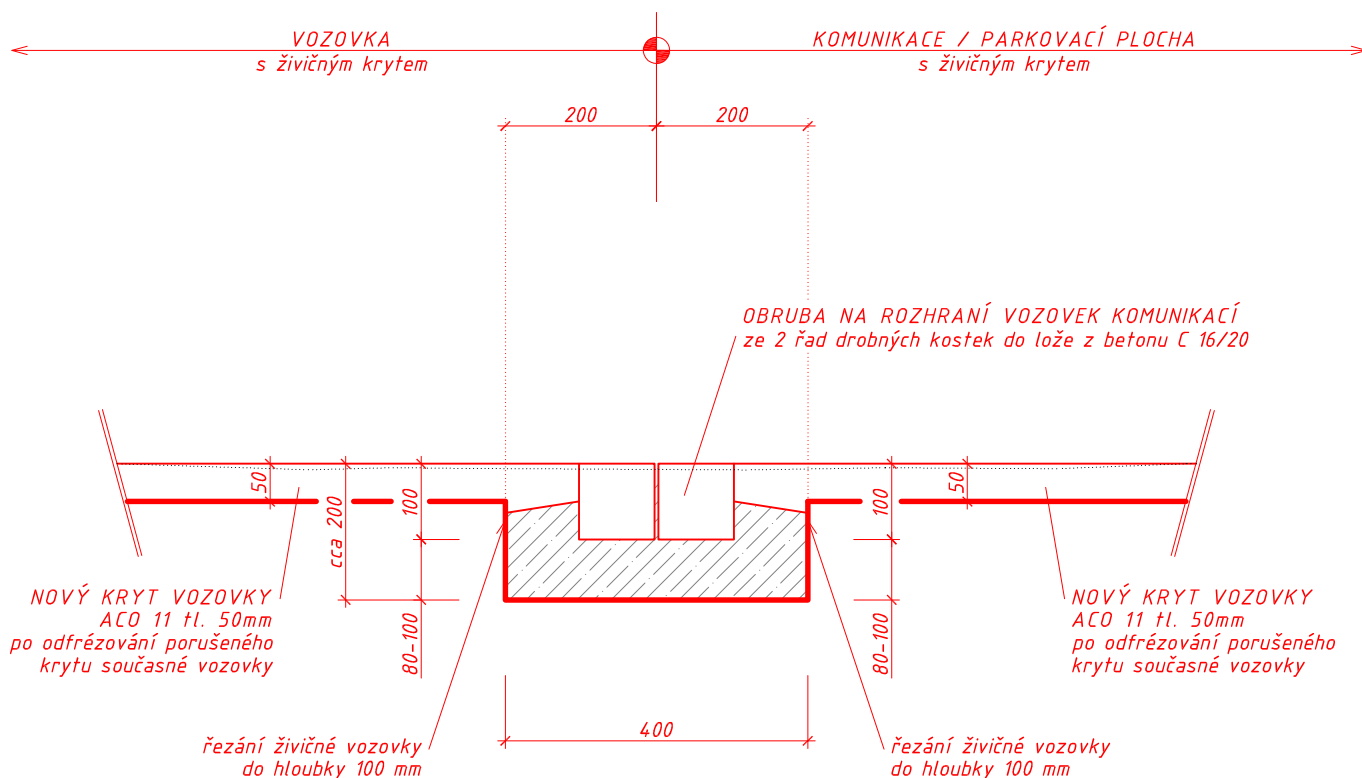 VOZOVKA
s živičným krytem
KOMUNIKACE / PARKOVACÍ PLOCHA
s živičným krytem
200
200
OBRUBA NA ROZHRANÍ VOZOVEK KOMUNIKACÍ
ze 2 řad drobných kostek do lože z betonu C 16/20
50
cca 200
100
80-100
100
80-100
50
NOVÝ KRYT VOZOVKY
ACO 11 tl. 50mm
po odfrézování porušeného
krytu současné vozovky
NOVÝ KRYT VOZOVKY
ACO 11 tl. 50mm
po odfrézování porušeného
krytu současné vozovky
400
řezání živičné vozovky
do hloubky 100 mm
řezání živičné vozovky
do hloubky 100 mm